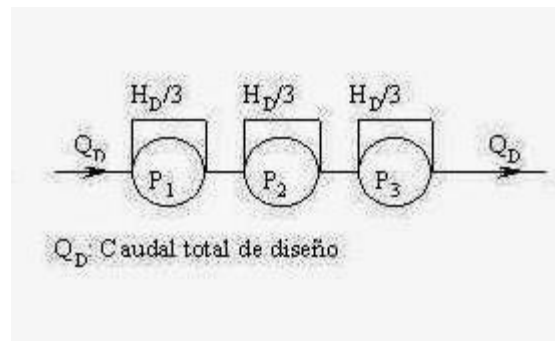 H_D/3 H_D/3 H_D/3
Q_D Q_D
P_1 P_2 P_3
Q_D: Caudal total de diseño